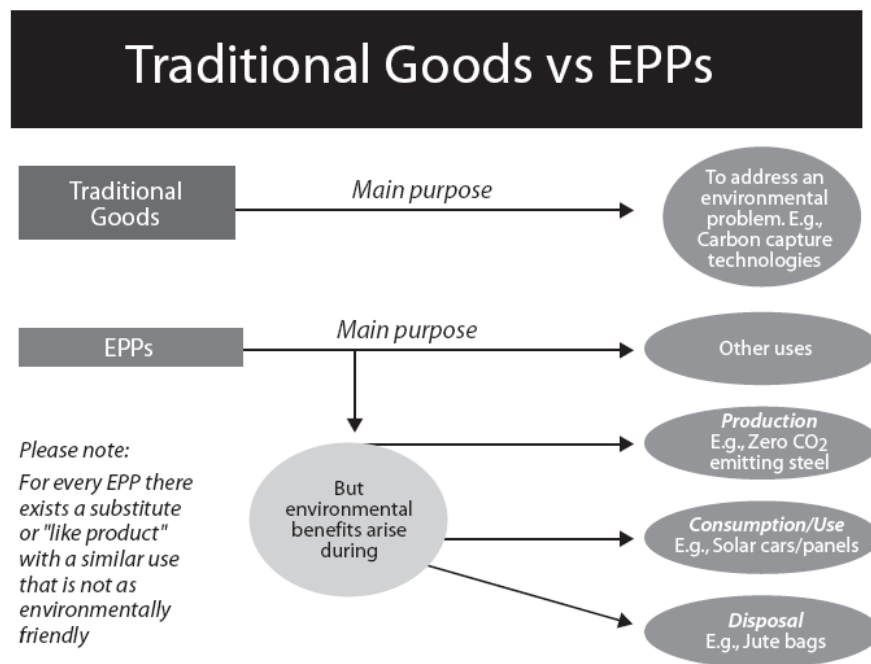 Traditional Goods vs EPPs
Traditional
Goods
Main purpose
To address an
environmental
problem. E.g.,
Carbon capture
technologies
EPPs
Main purpose
Other uses
Please note:
For every EPP there
exists a substitute
or "like product"
with a similar use
that is not as
environmentally
friendly
But
environmental
benefits arise
during
Production
E.g., Zero CO2
emitting steel
Consumption/Use
E.g., Solar cars/panels
Disposal
E.g., Jute bags